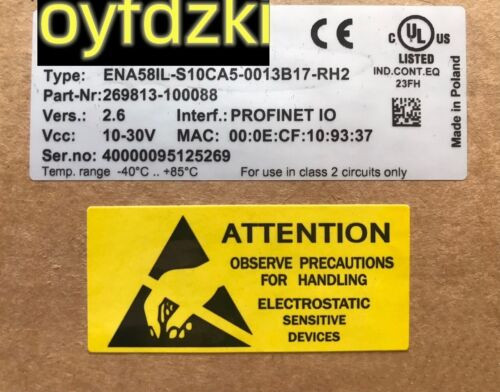 oyfdzki
Type: ENA58IL-S10CA5-0013B17-RH2
Part-Nr:269813-100088
Vers.: 2.6 Interf.: PROFINET IO
Vcc: 10-30V MAC: 00:0E:CF:10:93:37
Ser.no: 40000095125269
Temp. range -40°C .. +85°C For use in class 2 circuits only
c UL US
LISTED
IND.CONT.EQ
23FH
Made in Poland
ATTENTION
OBSERVE PRECAUTIONS
FOR HANDLING
ELECTROSTATIC
SENSITIVE
DEVICES